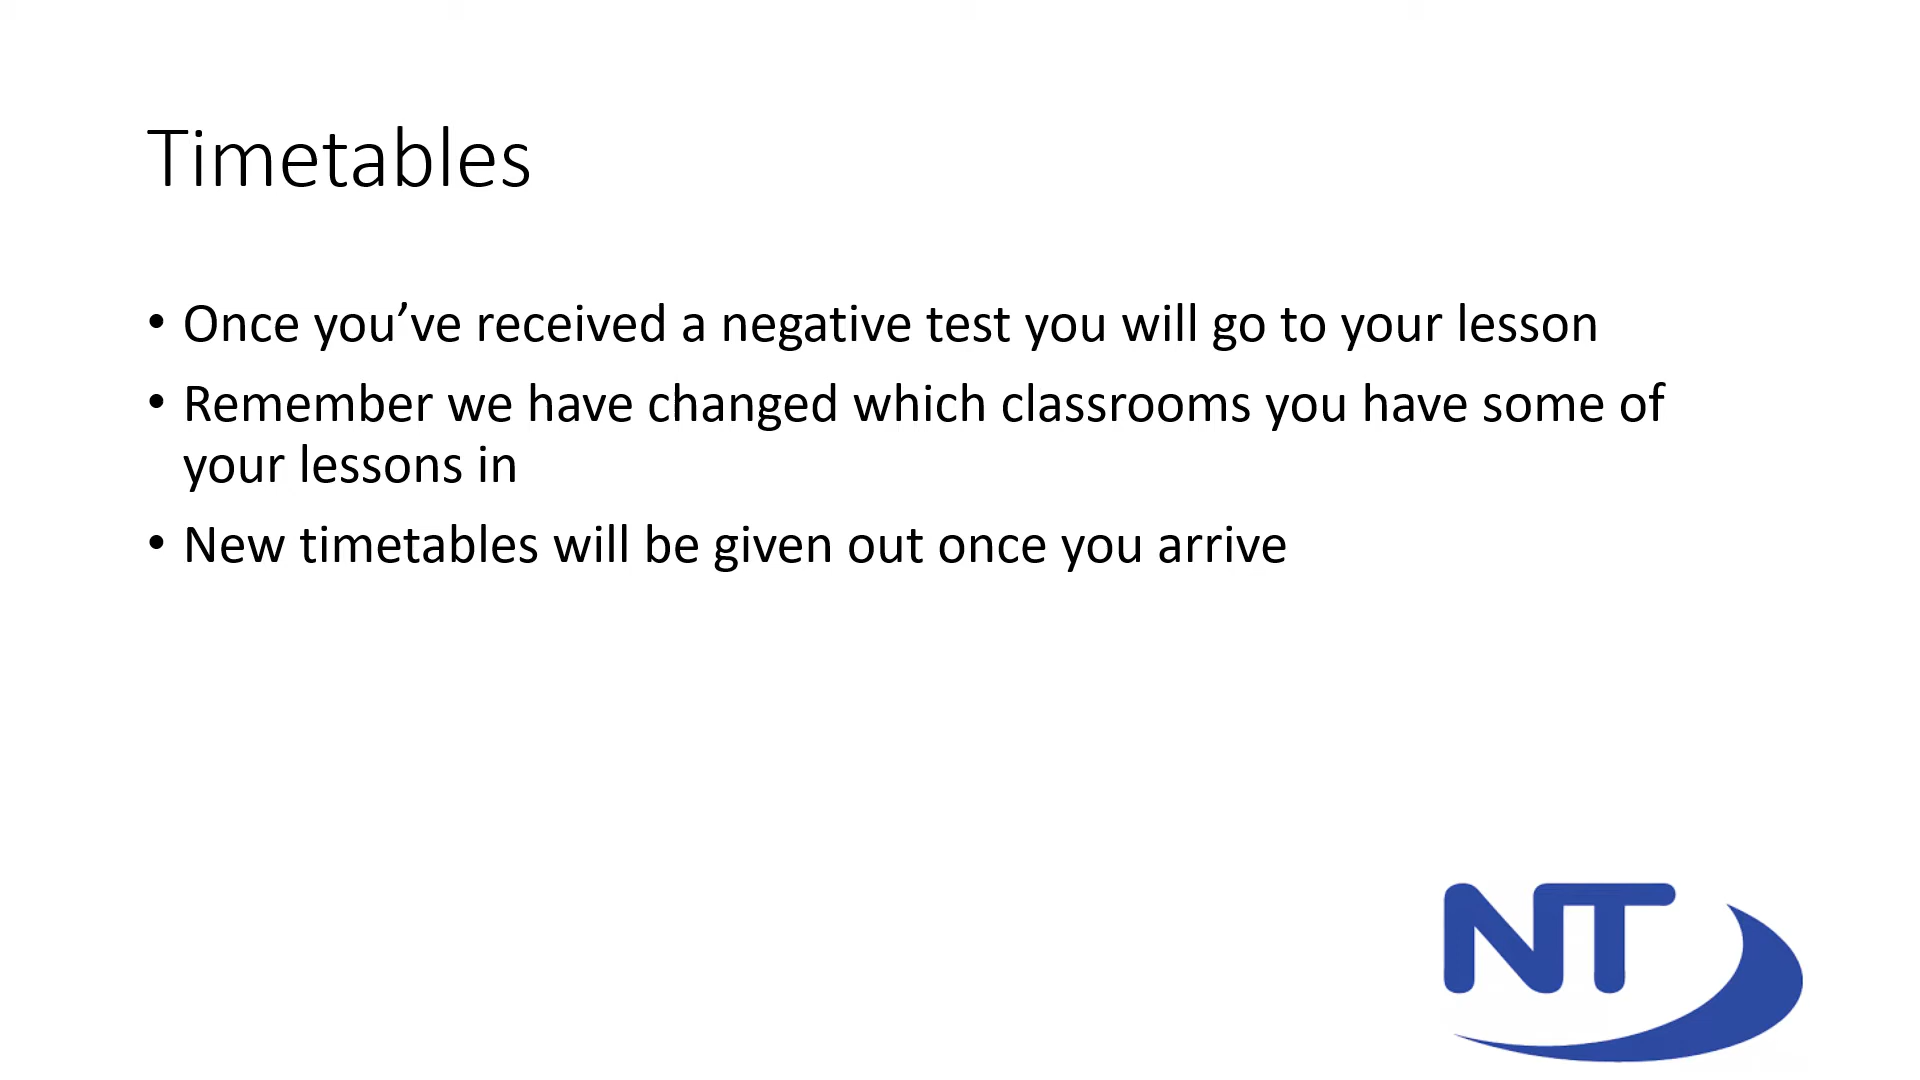 Timetables
• Once you’ve received a negative test you will go to your lesson
• Remember we have changed which classrooms you have some of
your lessons in
• New timetables will be given out once you arrive
NT